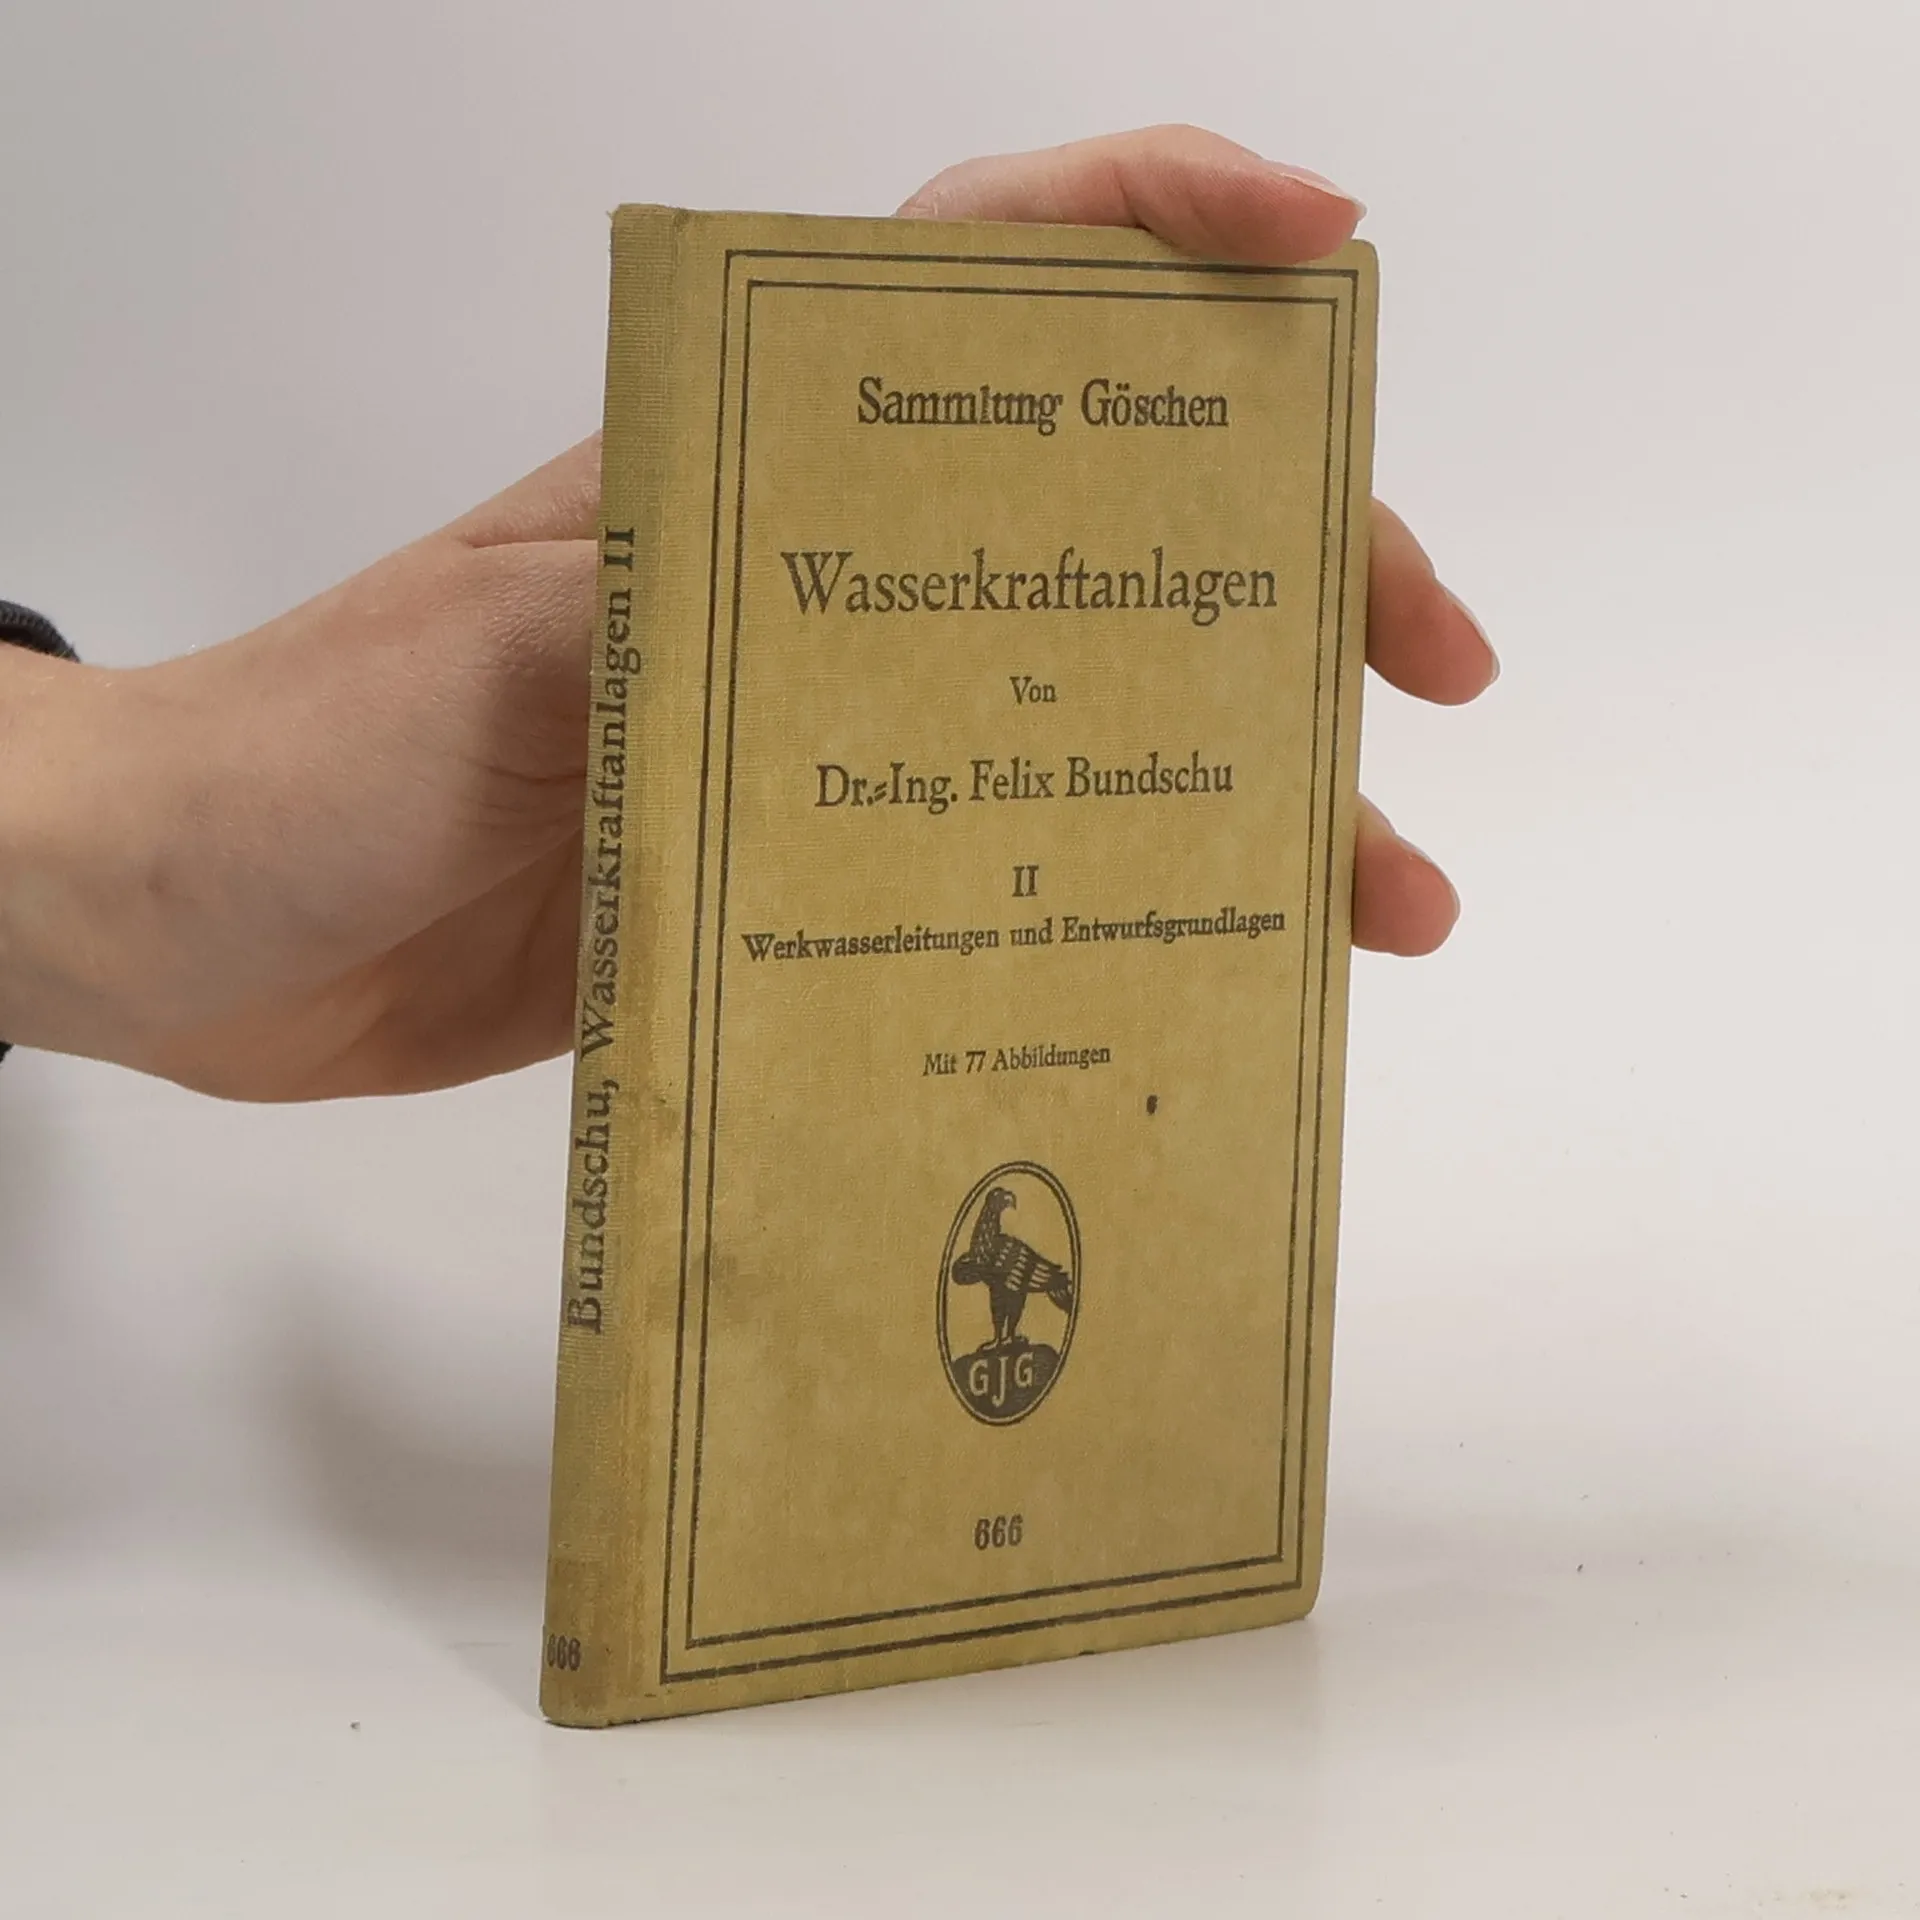 Sammlung Göschen
Wasserkraftanlagen
Von
Dr.-Ing. Felix Bundschu
II
Werkwasserleitungen und Entwurfsgrundlagen
Mit 77 Abbildungen
GJG
666
Bundschu, Wasserkraftanlagen II
666